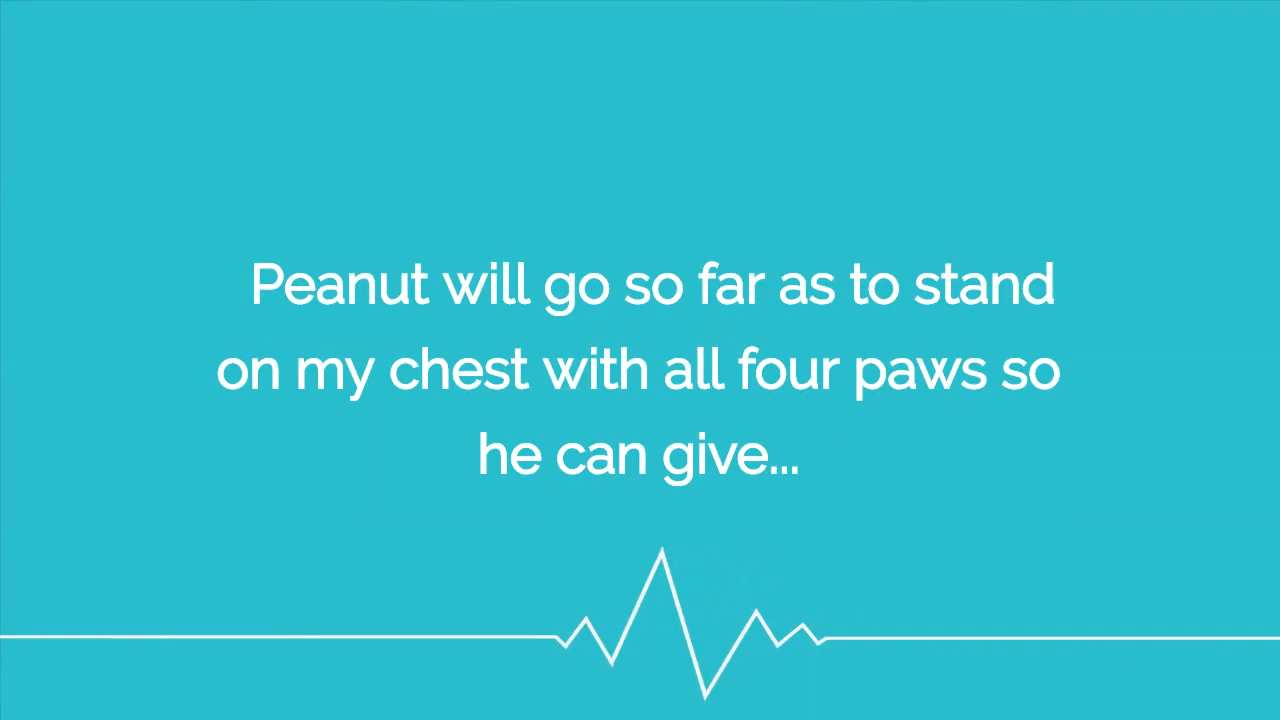 Peanut will go so far as to stand
on my chest with all four paws so
he can give...